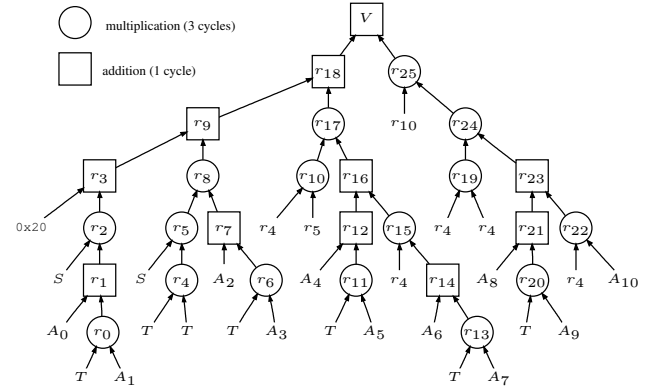 V
multiplication (3 cycles)
addition (1 cycle)
r18 r25
r9 r17 r10 r24
r3 r8 r10 r16 r19 r23
0x20 r2 r5 r7 r4 r5 r12 r15 r4 r4 r21 r22
S r1 S r4 A2 r6 A4 r11 r4 r14 A8 r20 r4 A10
A0 r0 T T T A3 T A5 A6 r13 T A9
T A1 T A7